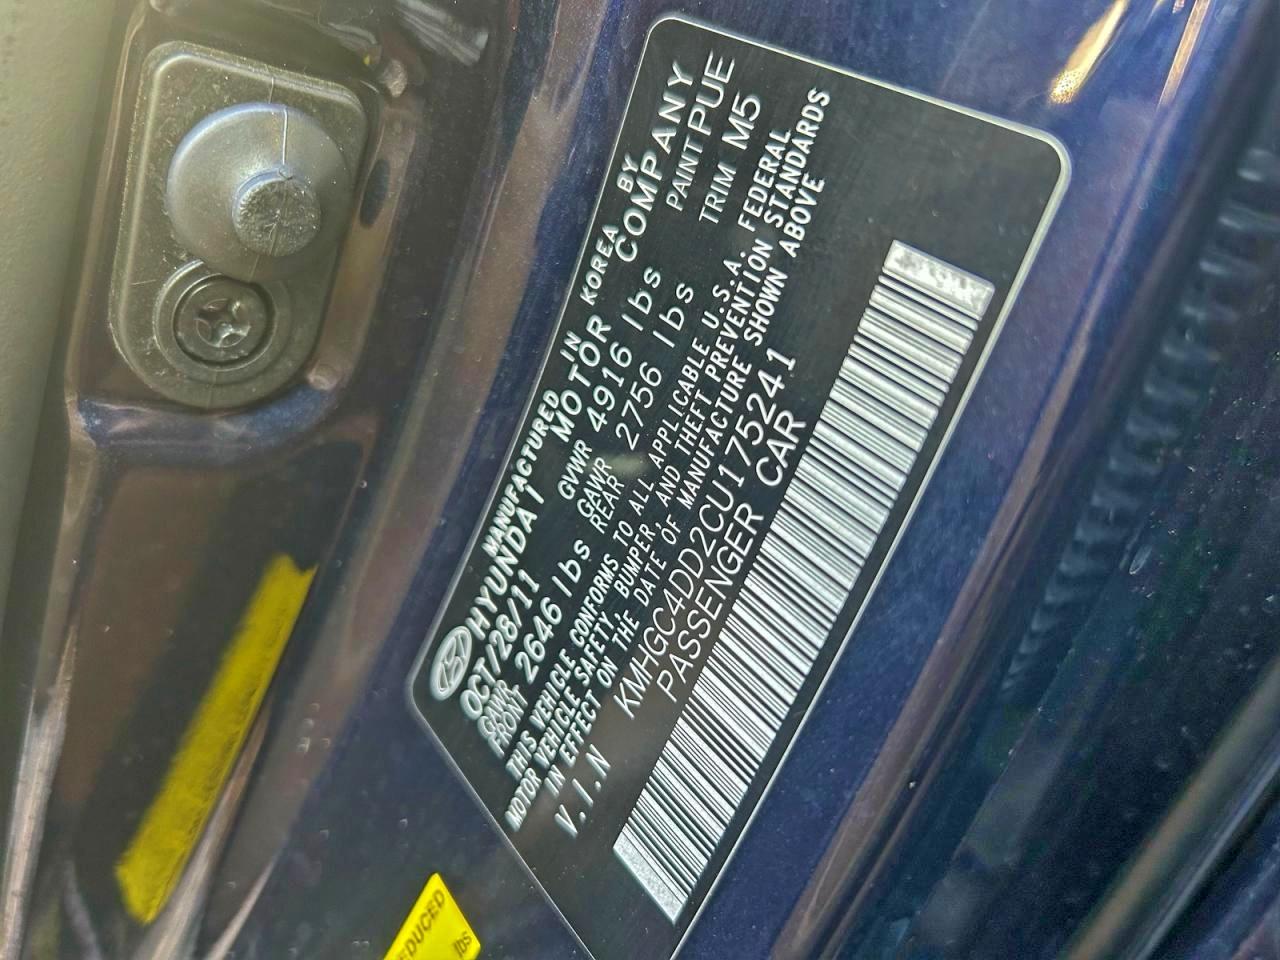 MANUFACTURED IN KOREA BY
HYUNDAI MOTOR COMPANY
OCT/28/11 GVWR 4916 lbs PAINT PUE
GAWR FRONT 2646 lbs GAWR REAR 2756 lbs TRIM M5
THIS VEHICLE CONFORMS TO ALL APPLICABLE U.S.A. FEDERAL
MOTOR VEHICLE SAFETY, BUMPER, AND THEFT PREVENTION STANDARDS
IN EFFECT ON THE DATE OF MANUFACTURE SHOWN ABOVE
V.I.N KMHGC4DD2CU175241
PASSENGER CAR
EDUCED
lbs